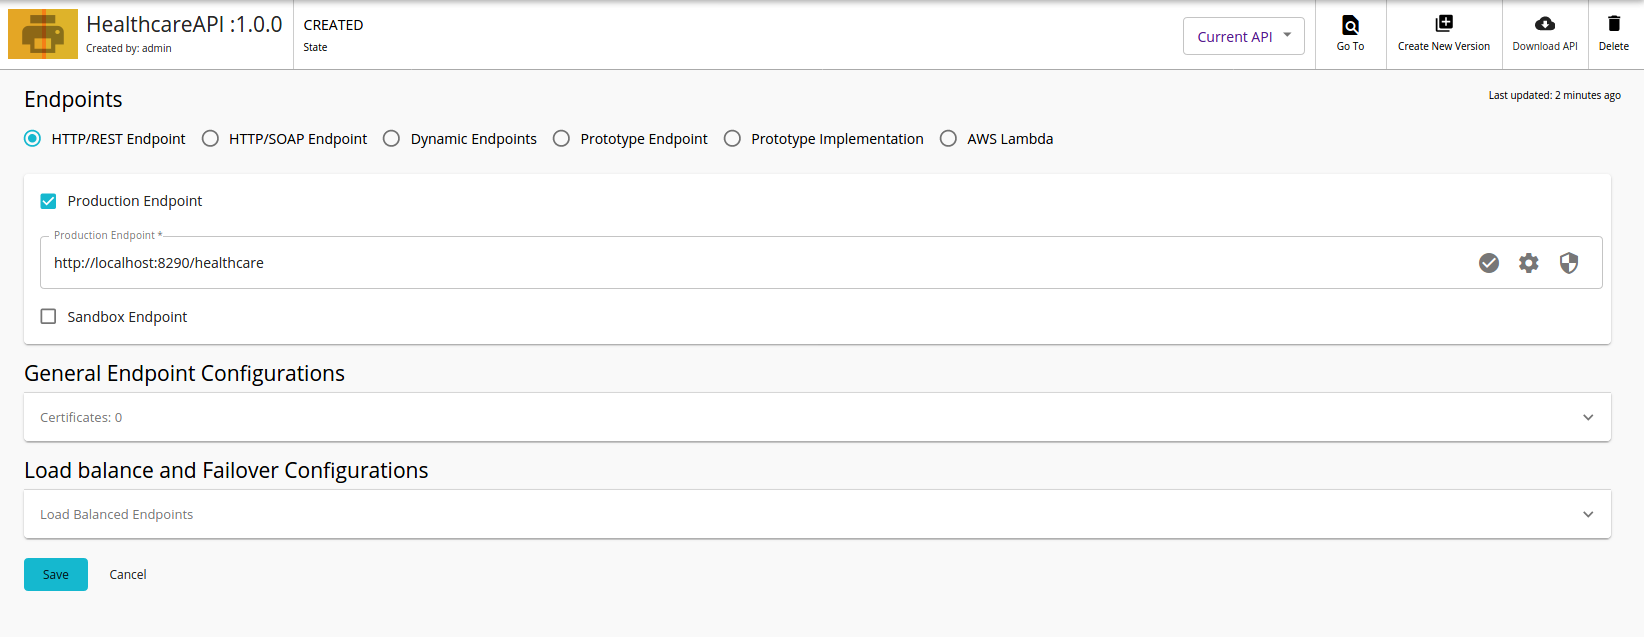 HealthcareAPI :1.0.0
Created by: admin
CREATED
State
Current API
Go To
Create New Version
Download API
Delete
Endpoints
Last updated: 2 minutes ago
HTTP/REST Endpoint
HTTP/SOAP Endpoint
Dynamic Endpoints
Prototype Endpoint
Prototype Implementation
AWS Lambda
Production Endpoint
Production Endpoint *
http://localhost:8290/healthcare
Sandbox Endpoint
General Endpoint Configurations
Certificates: 0
Load balance and Failover Configurations
Load Balanced Endpoints
Save
Cancel